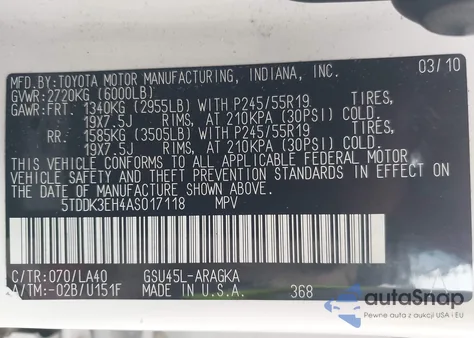 MFD.BY:TOYOTA MOTOR MANUFACTURING, INDIANA, INC. 03/10
GVWR:2720KG (6000LB)
GAWR:FRT. 1340KG (2955LB) WITH P245/55R19 TIRES,
19X7.5J RIMS, AT 210KPA (30PSI) COLD.
RR. 1585KG (3505LB) WITH P245/55R19 TIRES,
19X7.5J RIMS, AT 210KPA (30PSI) COLD.
THIS VEHICLE CONFORMS TO ALL APPLICABLE FEDERAL MOTOR
VEHICLE SAFETY AND THEFT PREVENTION STANDARDS IN EFFECT ON
THE DATE OF MANUFACTURE SHOWN ABOVE.
5TDDK3EH4AS017118 MPV
C/TR:070/LA40 GSU45L-ARAGKA
A/TM:-02B/U151F MADE IN U.S.A. 368
autoSnap
Pewne auta z aukcji USA i EU